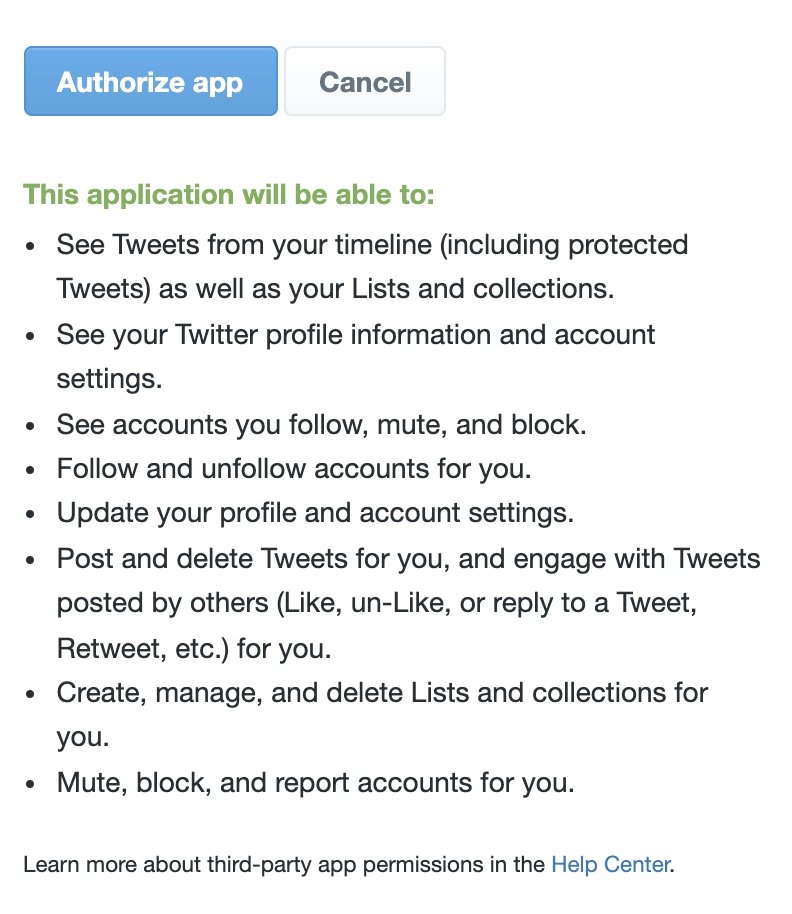 Authorize app Cancel
This application will be able to:
• See Tweets from your timeline (including protected
Tweets) as well as your Lists and collections.
• See your Twitter profile information and account
settings.
• See accounts you follow, mute, and block.
• Follow and unfollow accounts for you.
• Update your profile and account settings.
• Post and delete Tweets for you, and engage with Tweets
posted by others (Like, un-Like, or reply to a Tweet,
Retweet, etc.) for you.
• Create, manage, and delete Lists and collections for
you.
• Mute, block, and report accounts for you.
Learn more about third-party app permissions in the Help Center.